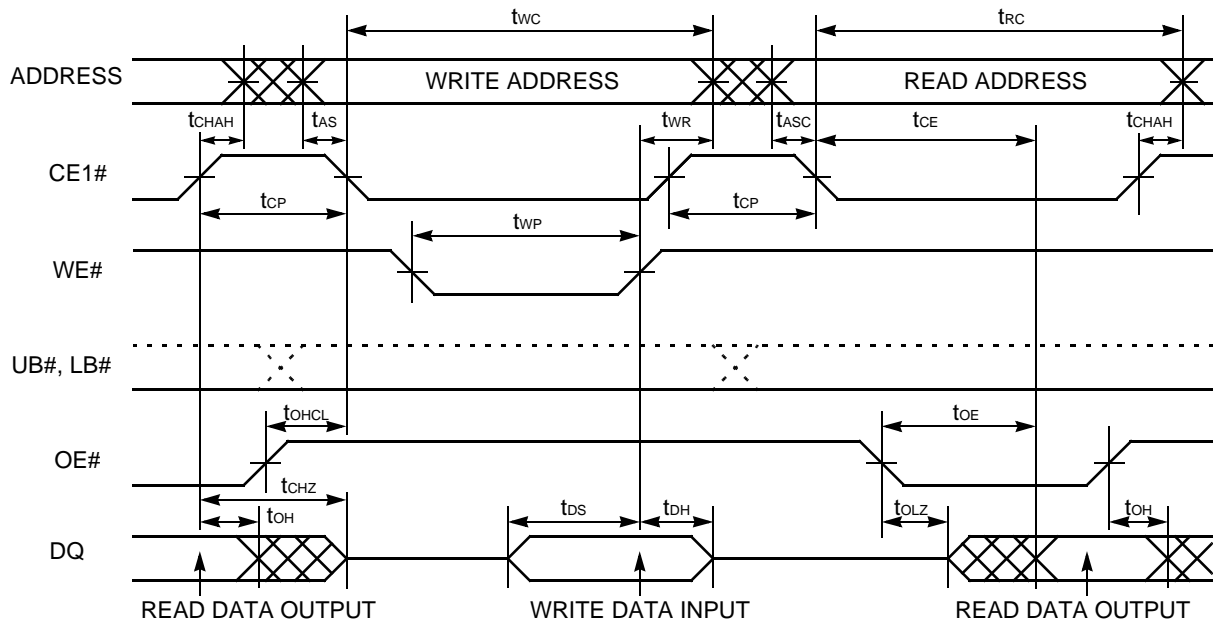 tWC tRC
ADDRESS WRITE ADDRESS READ ADDRESS
tCHAH tAS tWR tASC tCE tCHAH
CE1#
tCP tCP
tWP
WE#
UB#, LB#
tOHCL tOE
OE#
tCHZ
tOH tDS tDH tOLZ tOH
DQ
READ DATA OUTPUT WRITE DATA INPUT READ DATA OUTPUT